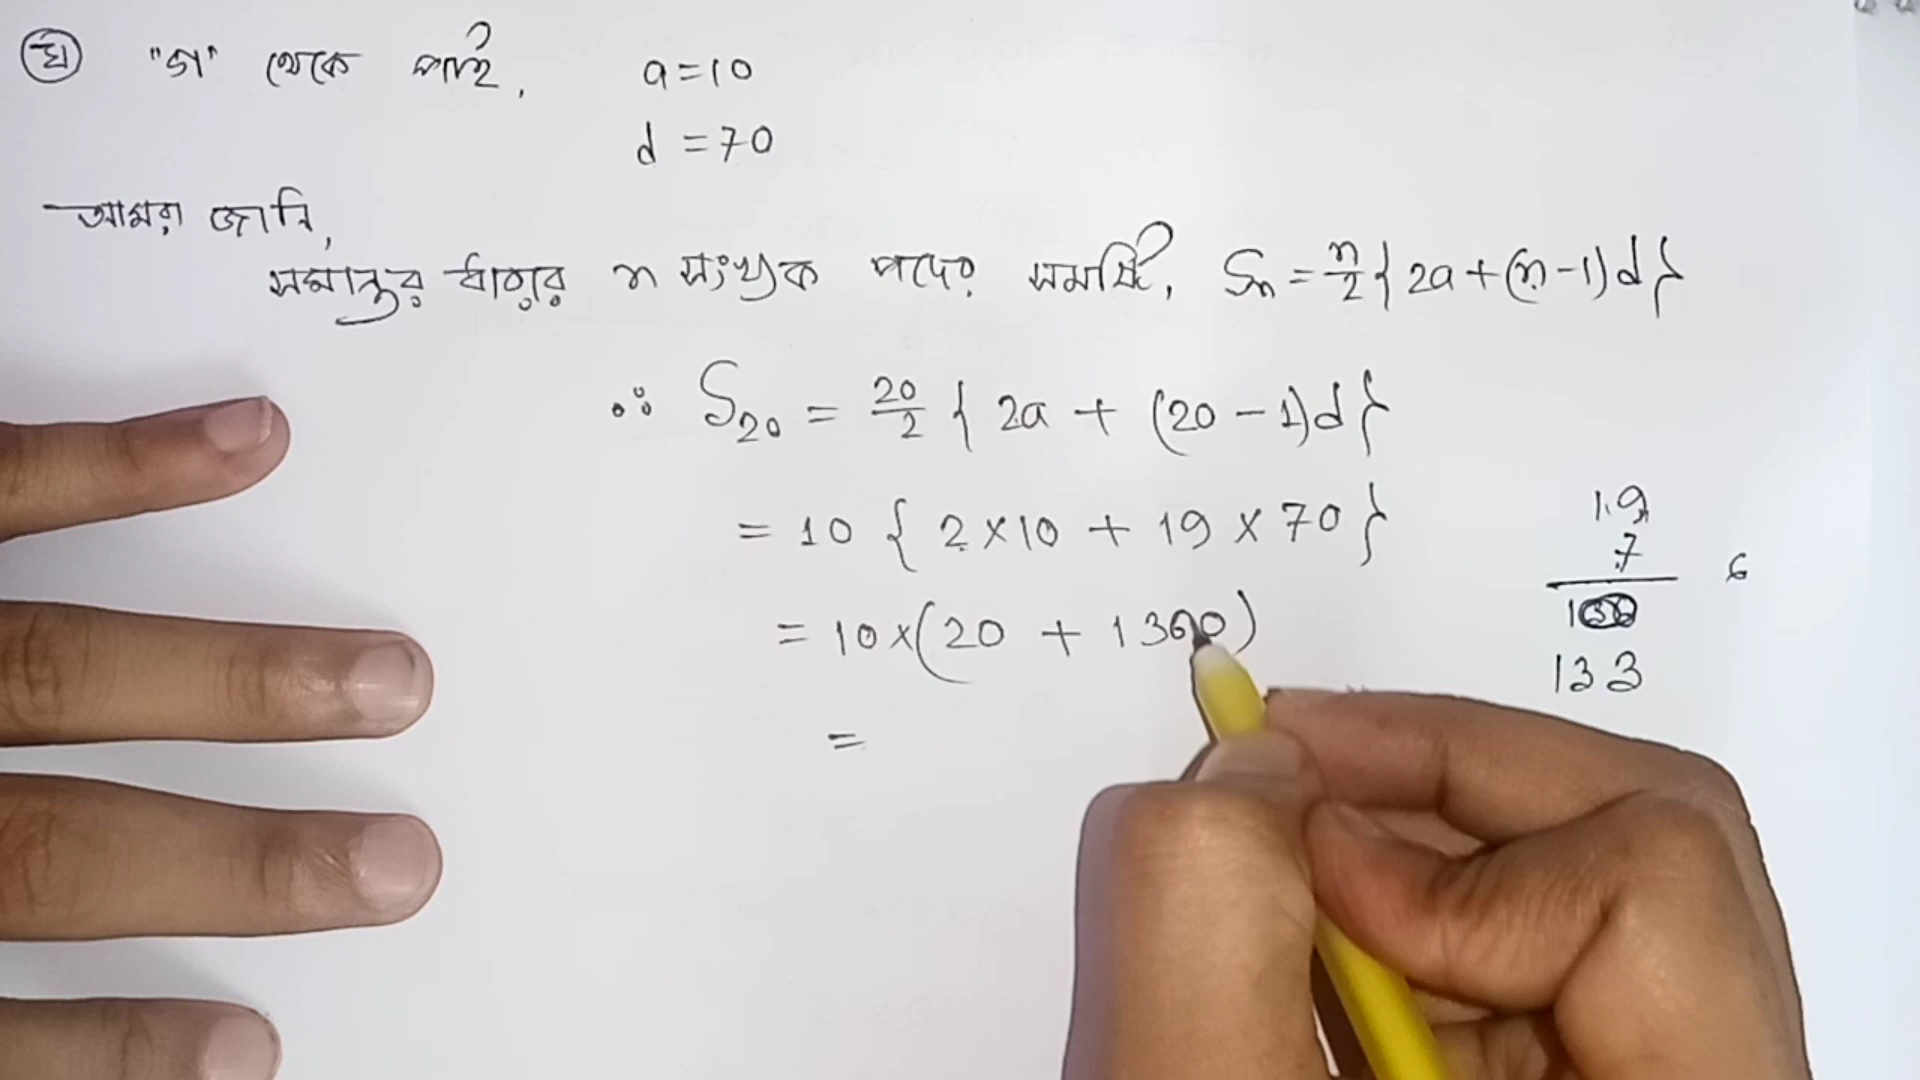 ঘ "গ" থেকে পাই, a=10
d = 70
আমরা জানি,
সমান্তর ধারার n সংখ্যক পদের সমষ্টি, Sn = n/2 { 2a + (n - 1) d }
∴ S20 = 20/2 { 2a + (20 - 1) d }
= 10 { 2 × 10 + 19 × 70 }
= 10 × ( 20 + 1360 )
=
19
7 6
133